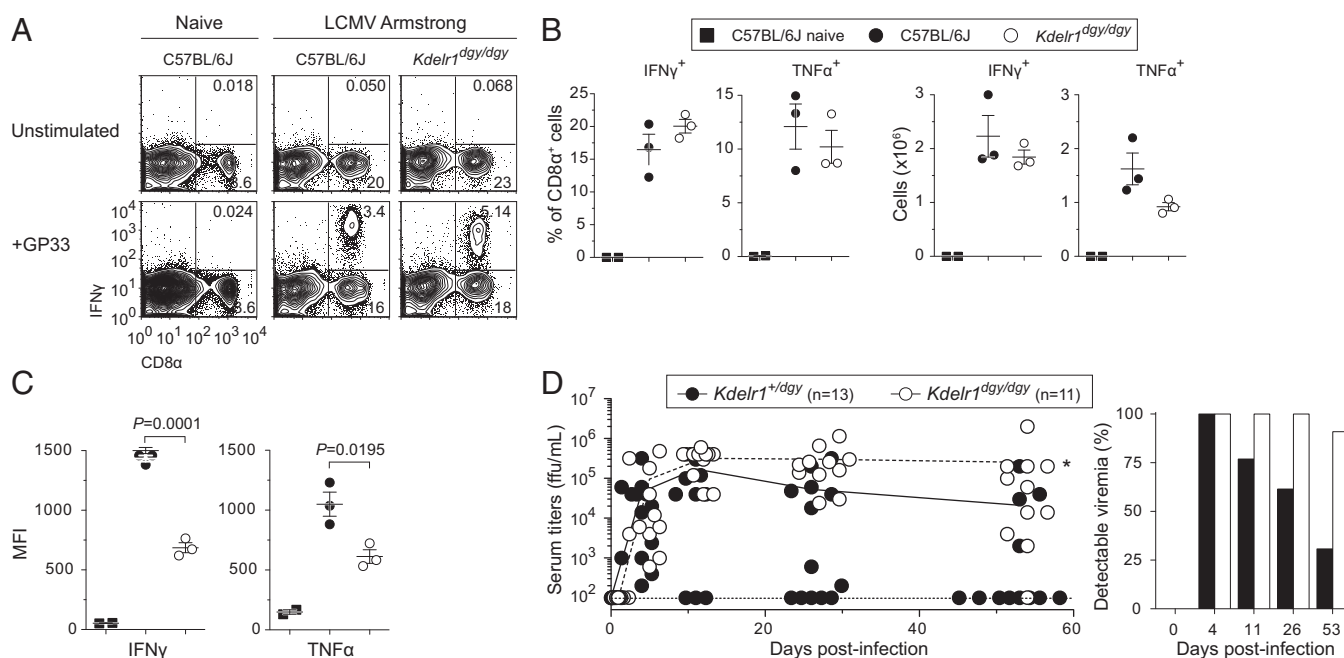 A
Naive
LCMV Armstrong
C57BL/6J
C57BL/6J
Kdelr1dgy/dgy
Unstimulated
0.018
0.050
0.068
8.6
20
23
+GP33
0.024
3.4
5.14
8.6
16
18
IFNγ
10⁴
10³
10²
10¹
10⁰
10⁰ 10¹ 10² 10³ 10⁴
CD8α
B
C57BL/6J naive
C57BL/6J
Kdelr1dgy/dgy
IFNγ+
TNFα+
IFNγ+
TNFα+
% of CD8α+ cells
25
20
15
10
5
0
15
10
5
0
Cells (x10⁶)
3
2
1
0
3
2
1
0
C
P=0.0001
P=0.0195
MFI
1500
1000
500
0
1500
1000
500
0
IFNγ
TNFα
D
Kdelr1+/dgy (n=13)
Kdelr1dgy/dgy (n=11)
Serum titers (ffu/mL)
10⁷
10⁶
10⁵
10⁴
10³
10²
*
0 20 40 60
Days post-infection
Detectable viremia (%)
100
75
50
25
0
0 4 11 26 53
Days post-infection